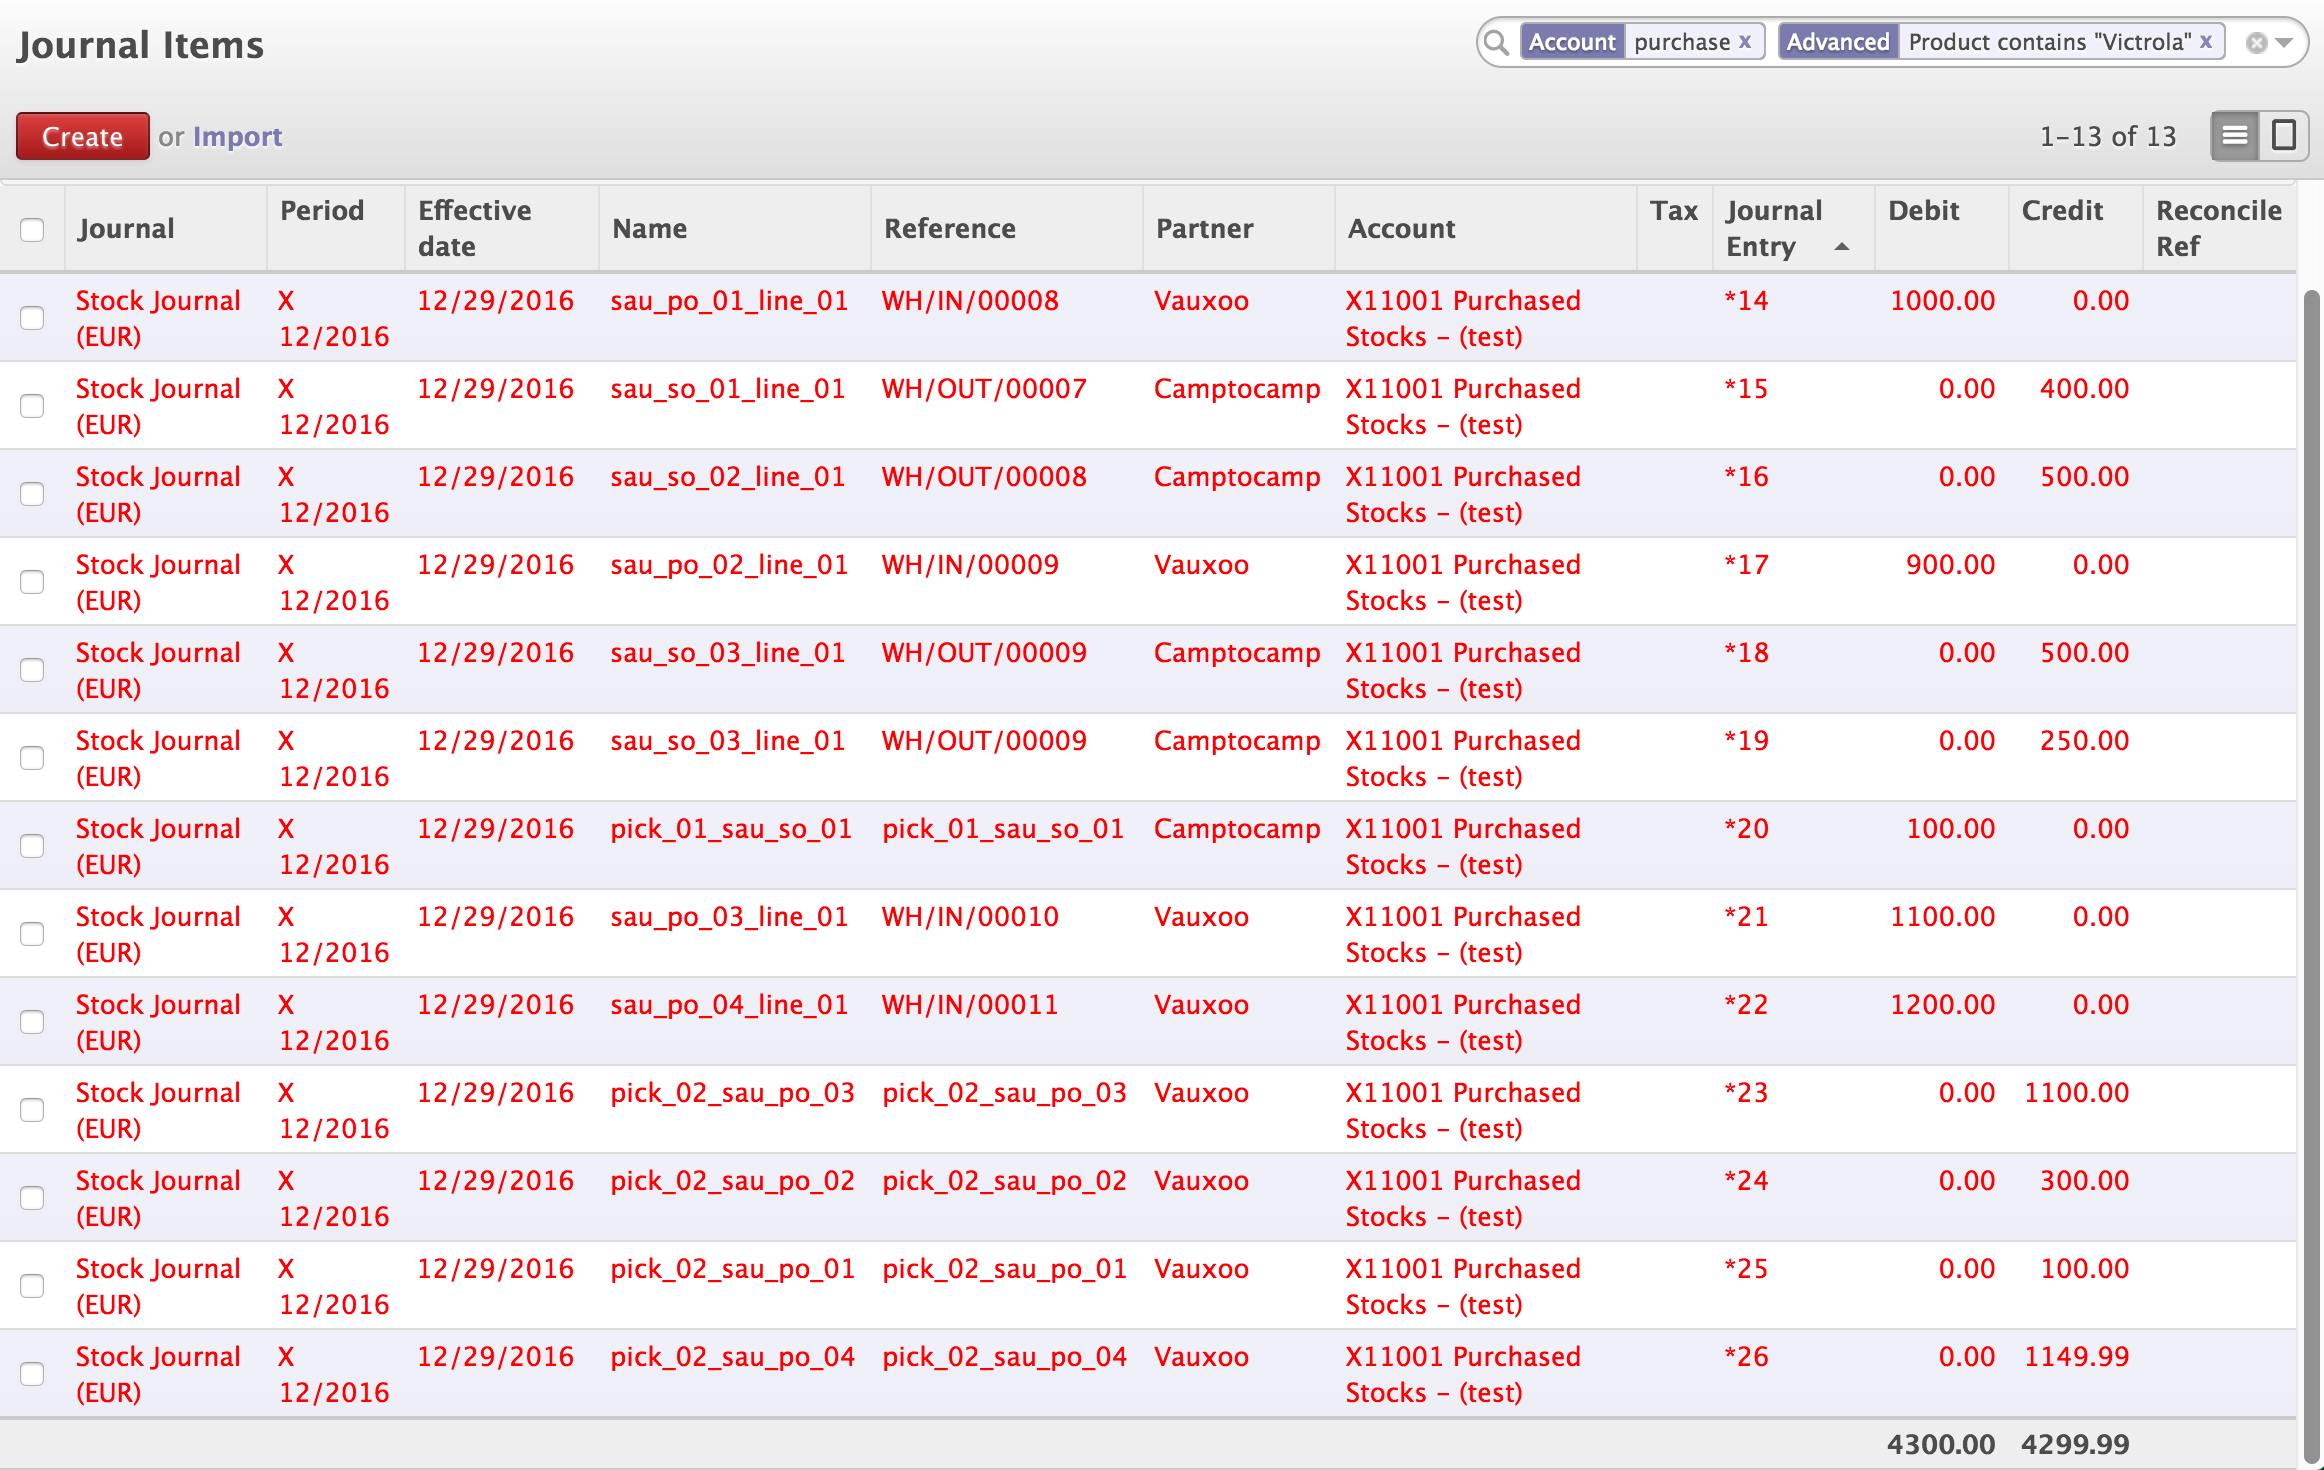 Journal Items
Account purchase x Advanced Product contains "Victrola" x
Create or Import
1-13 of 13
Journal Period Effective date Name Reference Partner Account Tax Journal Entry Debit Credit Reconcile Ref
Stock Journal X 12/29/2016 sau_po_01_line_01 WH/IN/00008 Vauxoo X11001 Purchased *14 1000.00 0.00
(EUR) 12/2016 Stocks - (test)
Stock Journal X 12/29/2016 sau_so_01_line_01 WH/OUT/00007 Camptocamp X11001 Purchased *15 0.00 400.00
(EUR) 12/2016 Stocks - (test)
Stock Journal X 12/29/2016 sau_so_02_line_01 WH/OUT/00008 Camptocamp X11001 Purchased *16 0.00 500.00
(EUR) 12/2016 Stocks - (test)
Stock Journal X 12/29/2016 sau_po_02_line_01 WH/IN/00009 Vauxoo X11001 Purchased *17 900.00 0.00
(EUR) 12/2016 Stocks - (test)
Stock Journal X 12/29/2016 sau_so_03_line_01 WH/OUT/00009 Camptocamp X11001 Purchased *18 0.00 500.00
(EUR) 12/2016 Stocks - (test)
Stock Journal X 12/29/2016 sau_so_03_line_01 WH/OUT/00009 Camptocamp X11001 Purchased *19 0.00 250.00
(EUR) 12/2016 Stocks - (test)
Stock Journal X 12/29/2016 pick_01_sau_so_01 pick_01_sau_so_01 Camptocamp X11001 Purchased *20 100.00 0.00
(EUR) 12/2016 Stocks - (test)
Stock Journal X 12/29/2016 sau_po_03_line_01 WH/IN/00010 Vauxoo X11001 Purchased *21 1100.00 0.00
(EUR) 12/2016 Stocks - (test)
Stock Journal X 12/29/2016 sau_po_04_line_01 WH/IN/00011 Vauxoo X11001 Purchased *22 1200.00 0.00
(EUR) 12/2016 Stocks - (test)
Stock Journal X 12/29/2016 pick_02_sau_po_03 pick_02_sau_po_03 Vauxoo X11001 Purchased *23 0.00 1100.00
(EUR) 12/2016 Stocks - (test)
Stock Journal X 12/29/2016 pick_02_sau_po_02 pick_02_sau_po_02 Vauxoo X11001 Purchased *24 0.00 300.00
(EUR) 12/2016 Stocks - (test)
Stock Journal X 12/29/2016 pick_02_sau_po_01 pick_02_sau_po_01 Vauxoo X11001 Purchased *25 0.00 100.00
(EUR) 12/2016 Stocks - (test)
Stock Journal X 12/29/2016 pick_02_sau_po_04 pick_02_sau_po_04 Vauxoo X11001 Purchased *26 0.00 1149.99
(EUR) 12/2016 Stocks - (test)
4300.00 4299.99